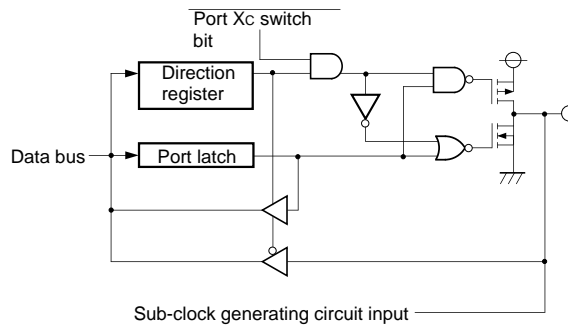 Port XC switch
bit
Direction
register
Data bus
Port latch
Sub-clock generating circuit input